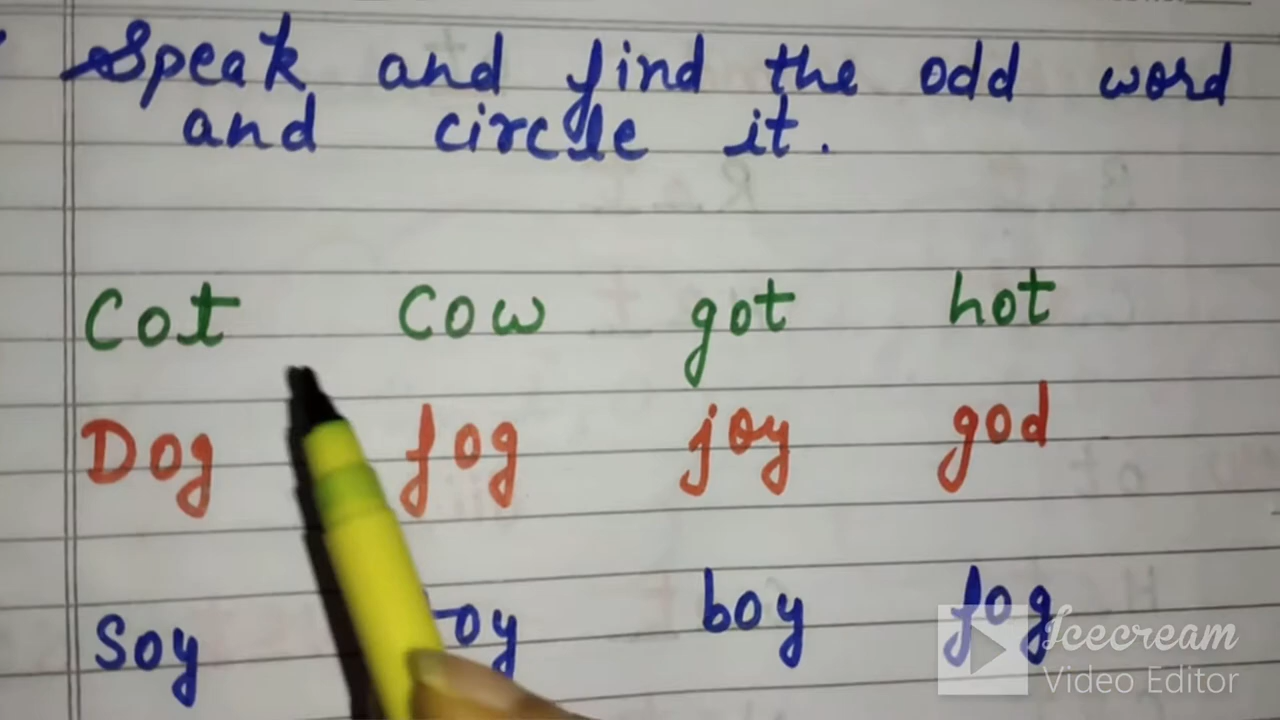 Speak and find the odd word
and circle it.
Cot cow got hot
Dog fog joy god
Soy boy fog
Icecream
Video Editor